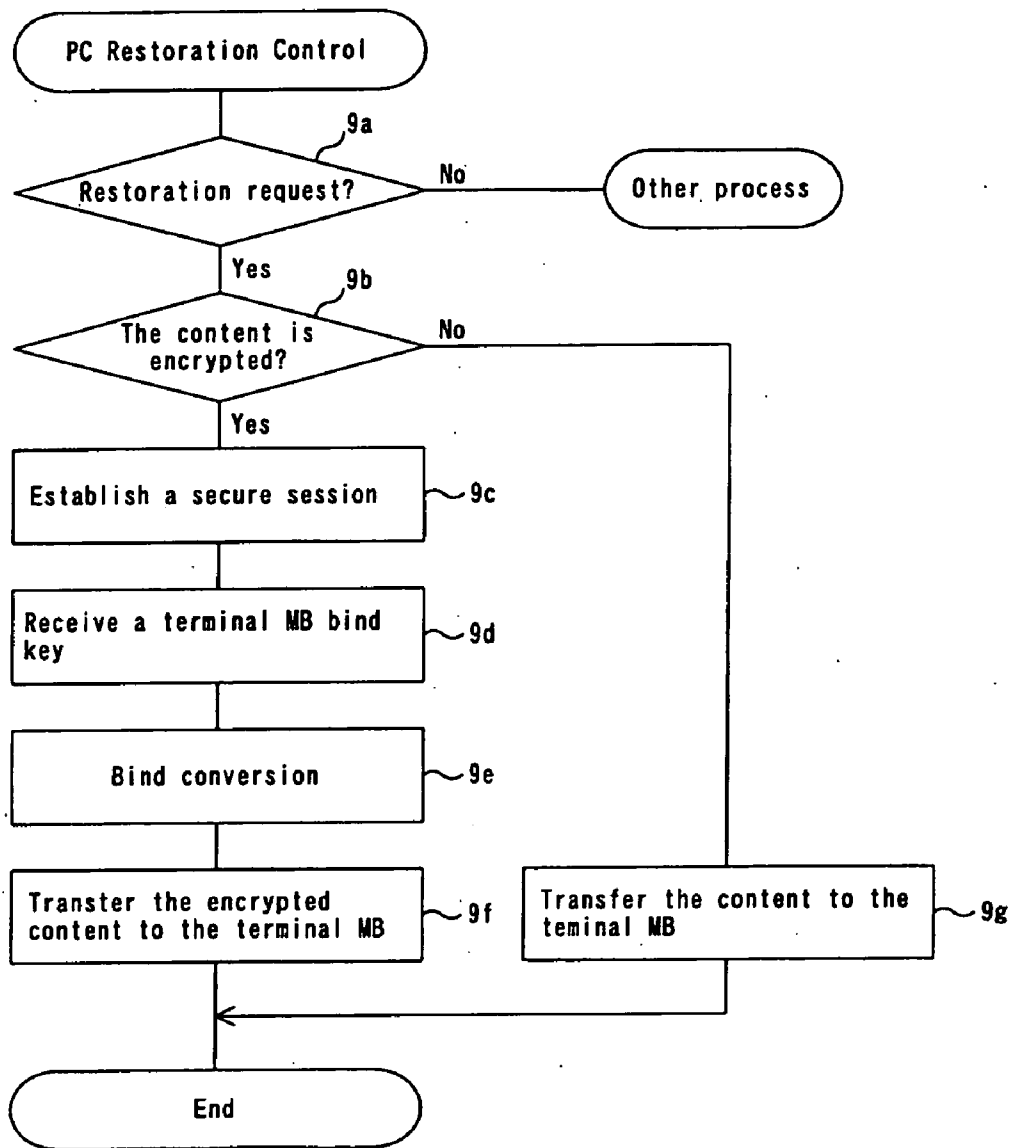 PC Restoration Control
9a
Restoration request?
No
Other process
Yes
9b
The content is
encrypted?
No
Yes
Establish a secure session
9c
Receive a terminal MB bind
key
9d
Bind conversion
9e
Transter the encrypted
content to the terminal MB
9f
Transfer the content to the
teminal MB
9g
End